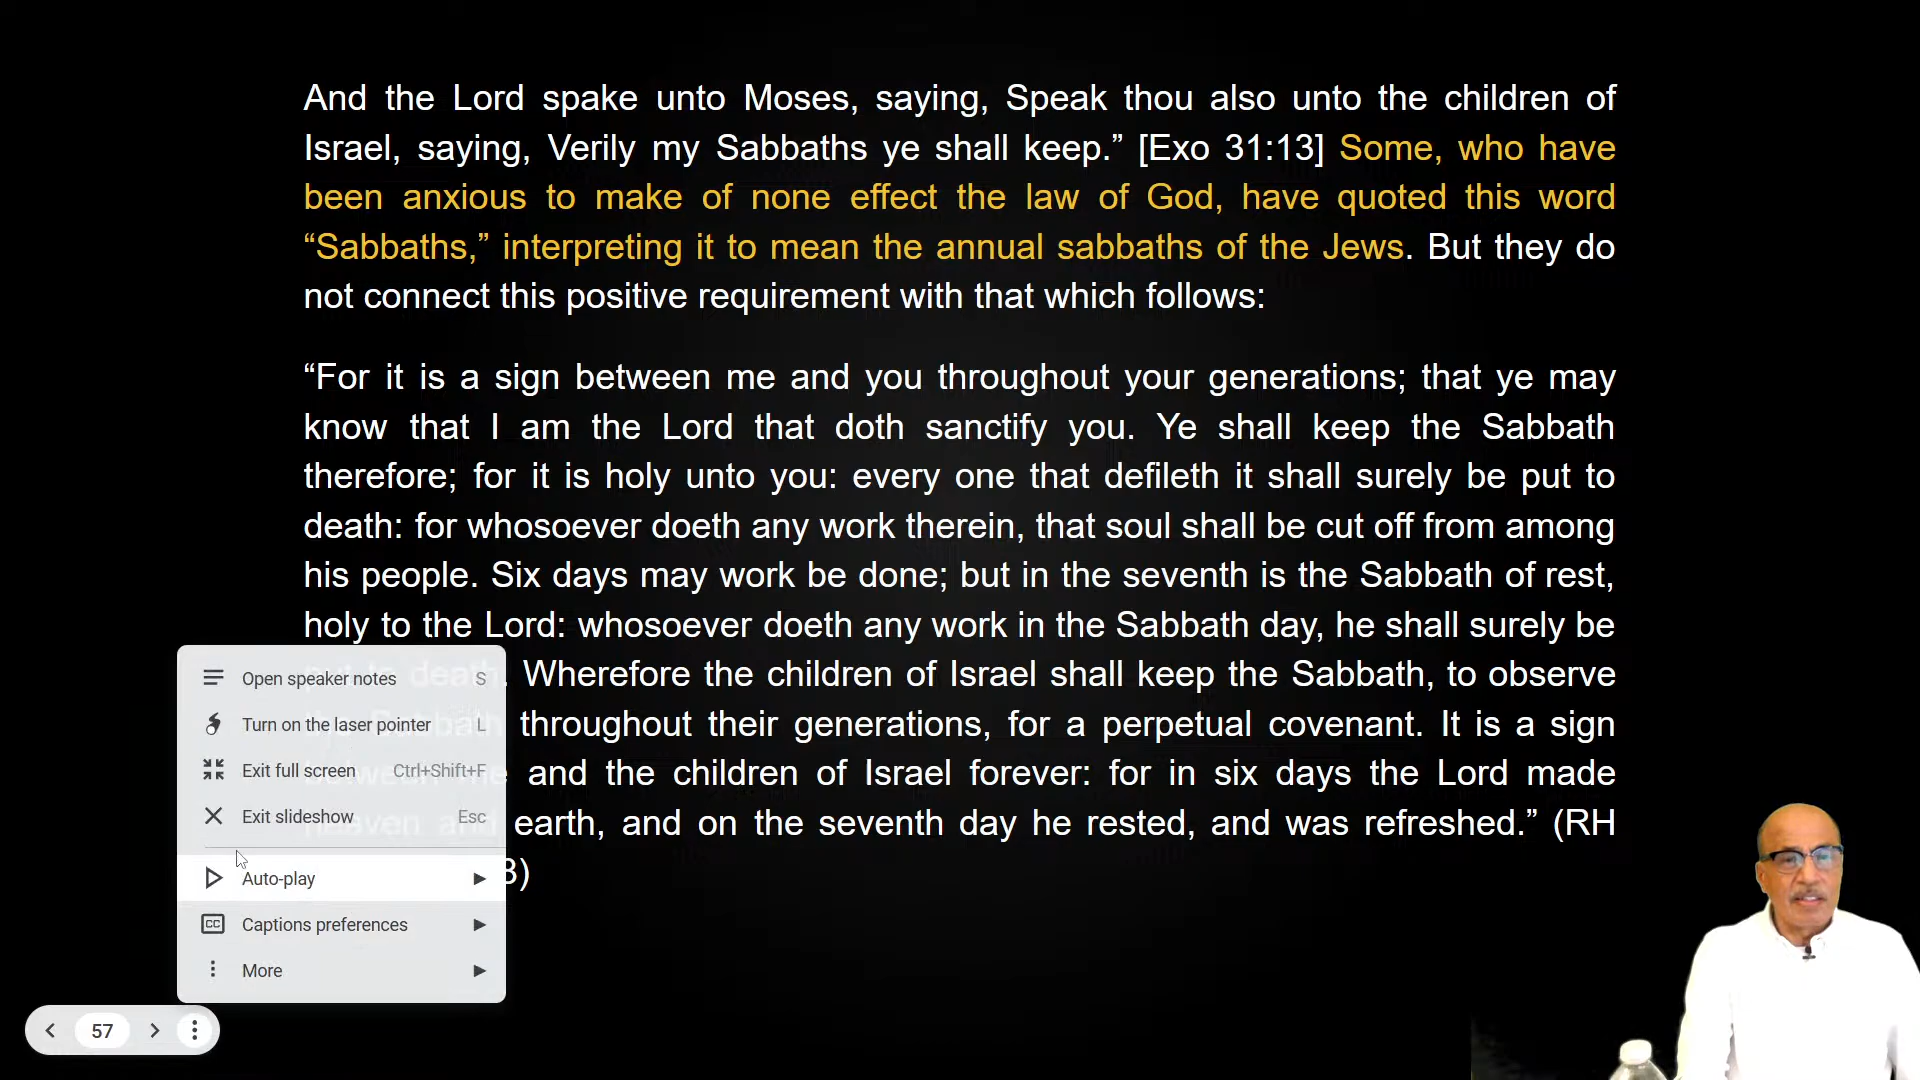 And the Lord spake unto Moses, saying, Speak thou also unto the children of
Israel, saying, Verily my Sabbaths ye shall keep.” [Exo 31:13] Some, who have
been anxious to make of none effect the law of God, have quoted this word
“Sabbaths,” interpreting it to mean the annual sabbaths of the Jews. But they do
not connect this positive requirement with that which follows:
“For it is a sign between me and you throughout your generations; that ye may
know that I am the Lord that doth sanctify you. Ye shall keep the Sabbath
therefore; for it is holy unto you: every one that defileth it shall surely be put to
death: for whosoever doeth any work therein, that soul shall be cut off from among
his people. Six days may work be done; but in the seventh is the Sabbath of rest,
holy to the Lord: whosoever doeth any work in the Sabbath day, he shall surely be
put to death. Wherefore the children of Israel shall keep the Sabbath, to observe
the Sabbath throughout their generations, for a perpetual covenant. It is a sign
between me and the children of Israel forever: for in six days the Lord made
heaven and earth, and on the seventh day he rested, and was refreshed.” (RH
8)
Open speaker notes S
Turn on the laser pointer L
Exit full screen Ctrl+Shift+F
Exit slideshow Esc
Auto-play
CC Captions preferences
More
57